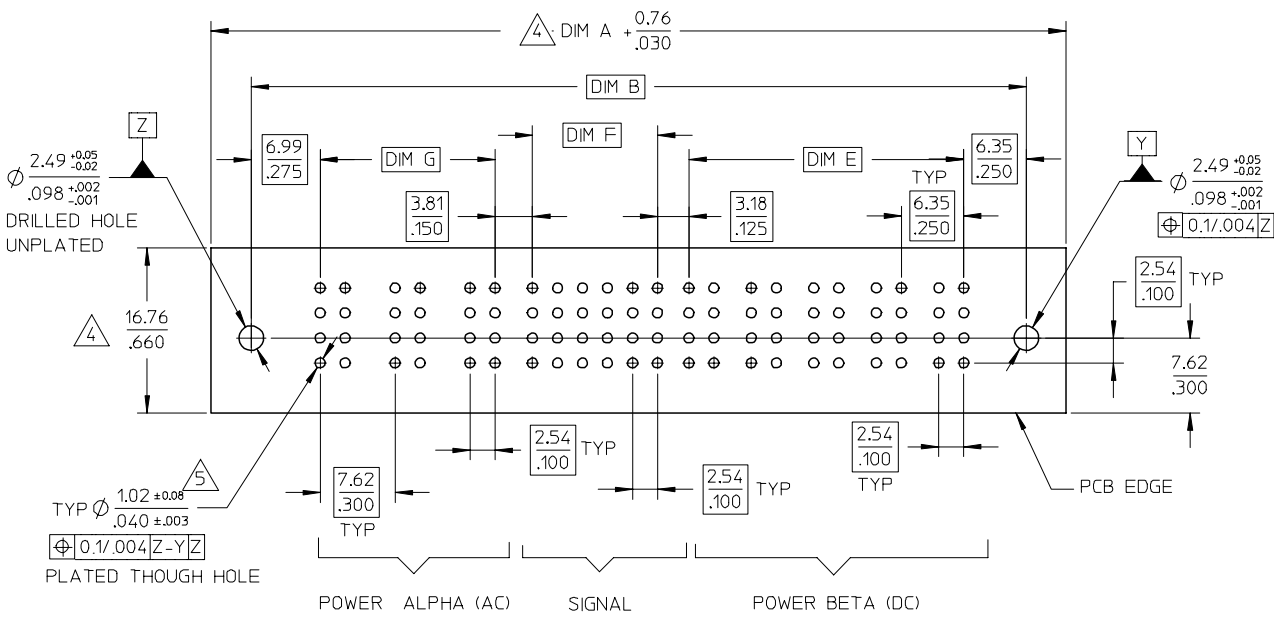 4 DIM A + 0.76
.030
DIM B
Z
6.99
.275
DIM G
DIM F
DIM E
6.35
.250
Y
⌀ 2.49 +0.05 -0.02
.098 +.002 -.001
DRILLED HOLE
UNPLATED
3.81
.150
3.18
.125
TYP
6.35
.250
⌀ 2.49 +0.05 -0.02
.098 +.002 -.001
⌖ 0.1/.004 Z
2.54
.100 TYP
4 16.76
.660
7.62
.300
2.54
.100 TYP
2.54
.100
TYP
5
7.62
.300
TYP
2.54
.100 TYP
PCB EDGE
TYP ⌀ 1.02 ±0.08
.040 ±.003
⌖ 0.1/.004 Z-Y Z
PLATED THOUGH HOLE
POWER ALPHA (AC)
SIGNAL
POWER BETA (DC)